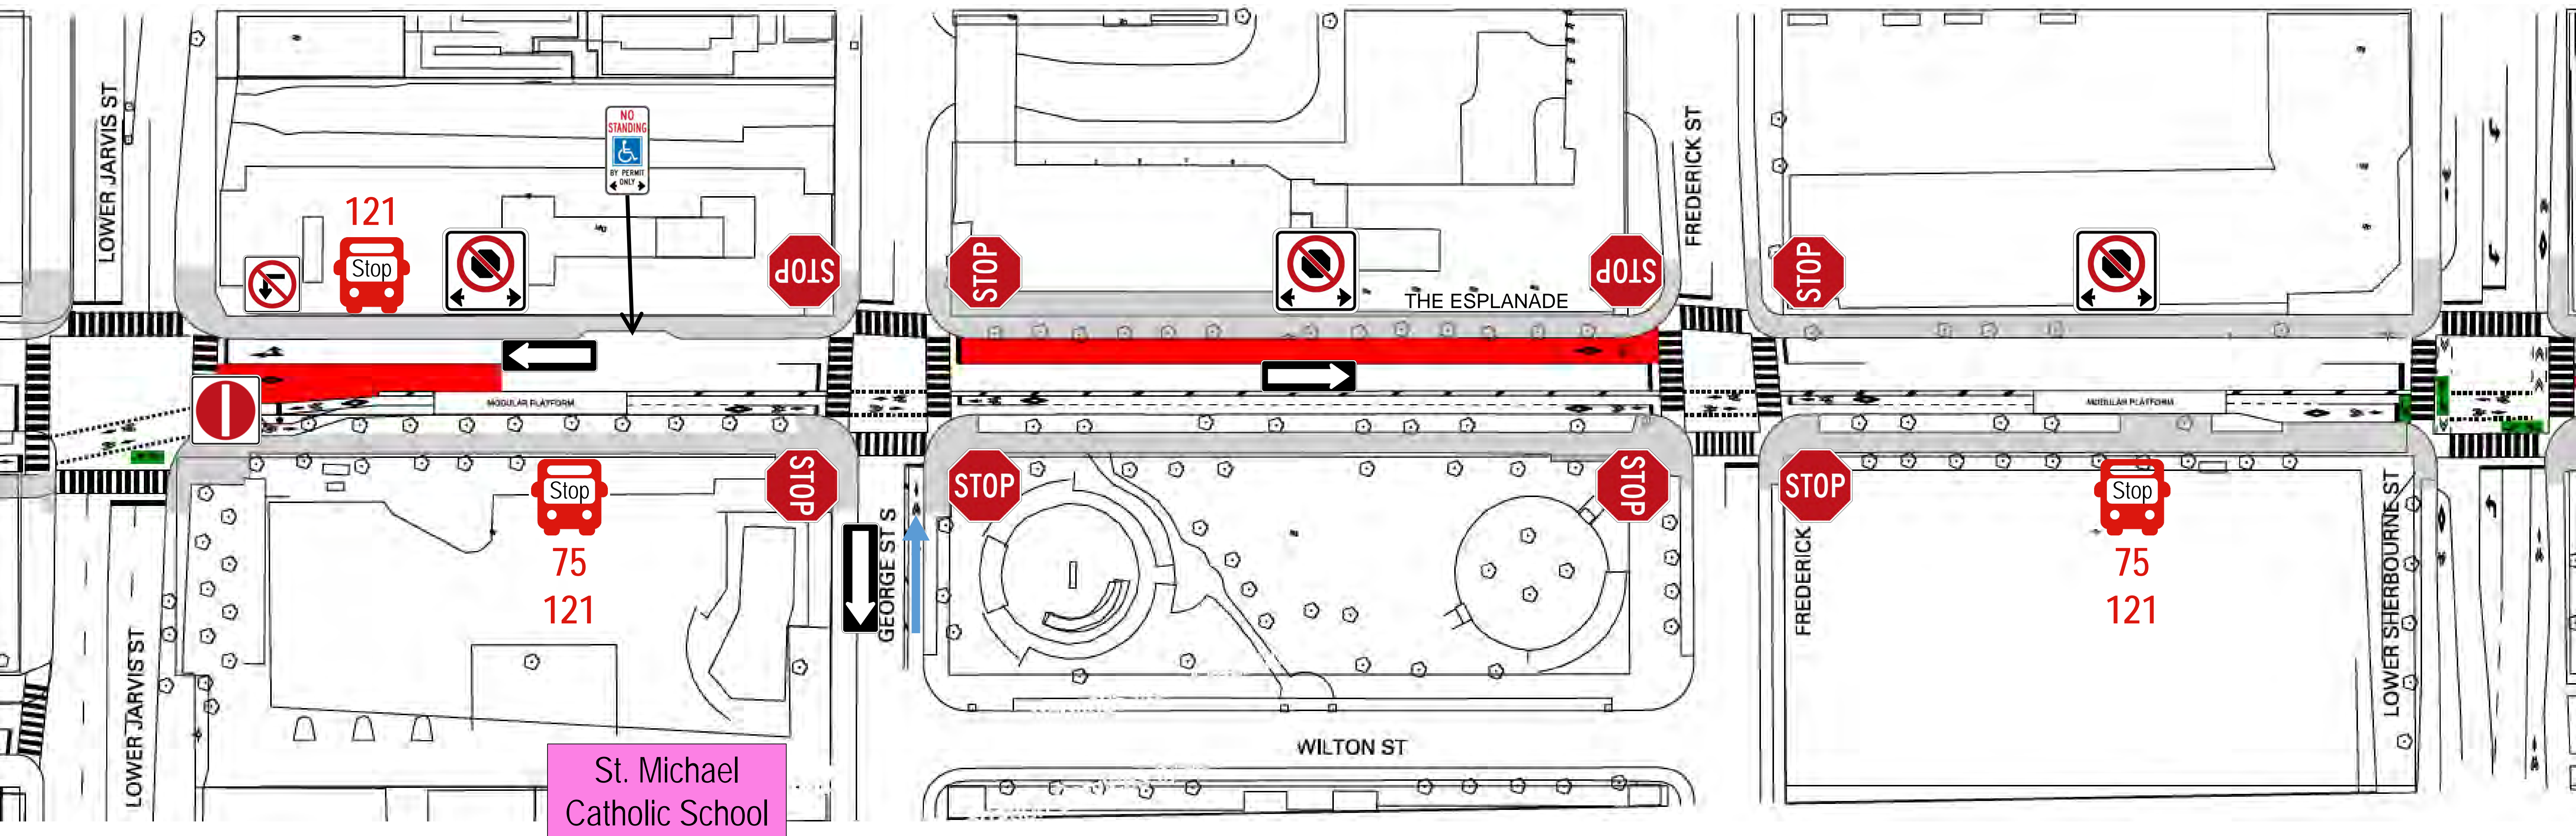 LOWER JARVIS ST
NO
STANDING
BY PERMIT
ONLY
121
Stop
STOP
STOP
STOP
FREDERICK ST
STOP
THE ESPLANADE
MODULAR PLATFORM
MODULAR PLATFORM
Stop
75
121
STOP
GEORGE ST S
STOP
STOP
STOP
FREDERICK
Stop
75
121
LOWER SHERBOURNE ST
LOWER JARVIS ST
WILTON ST
St. Michael
Catholic School